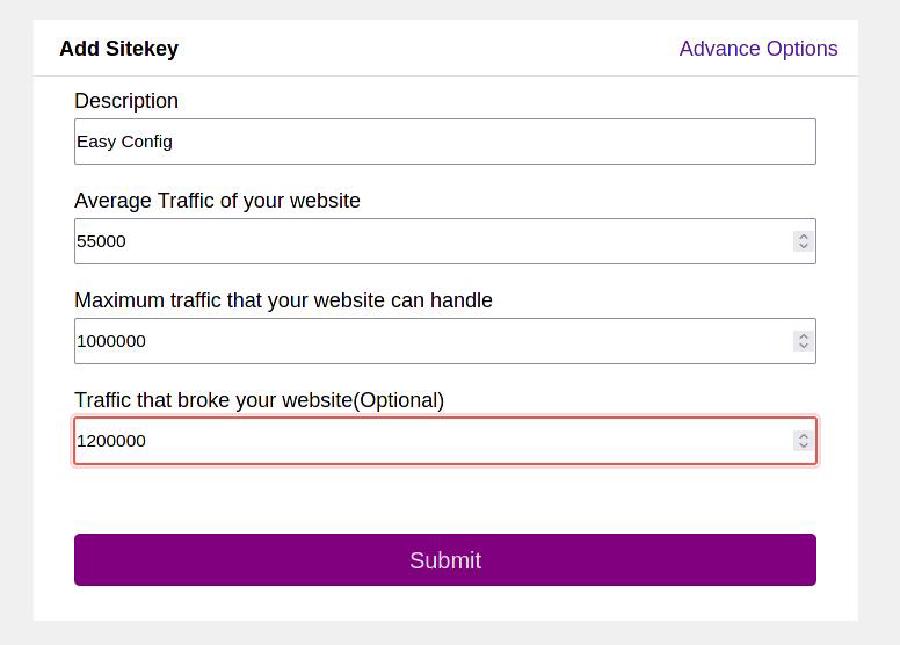 Add Sitekey
Advance Options
Description
Easy Config
Average Traffic of your website
55000
Maximum traffic that your website can handle
1000000
Traffic that broke your website(Optional)
1200000
Submit